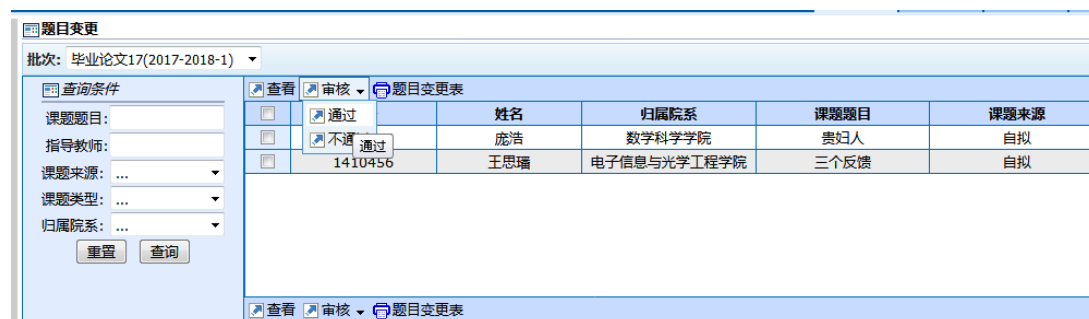 题目变更
批次: 毕业论文17(2017-2018-1)
查询条件
课题题目:
指导教师:
课题来源: ...
课题类型: ...
归属院系: ...
重置 查询
查看 审核 题目变更表
通过
不通
通过
姓名 归属院系 课题题目 课题来源
庞浩 数学科学学院 贵妇人 自拟
1410456 王思璠 电子信息与光学工程学院 三个反馈 自拟
查看 审核 题目变更表